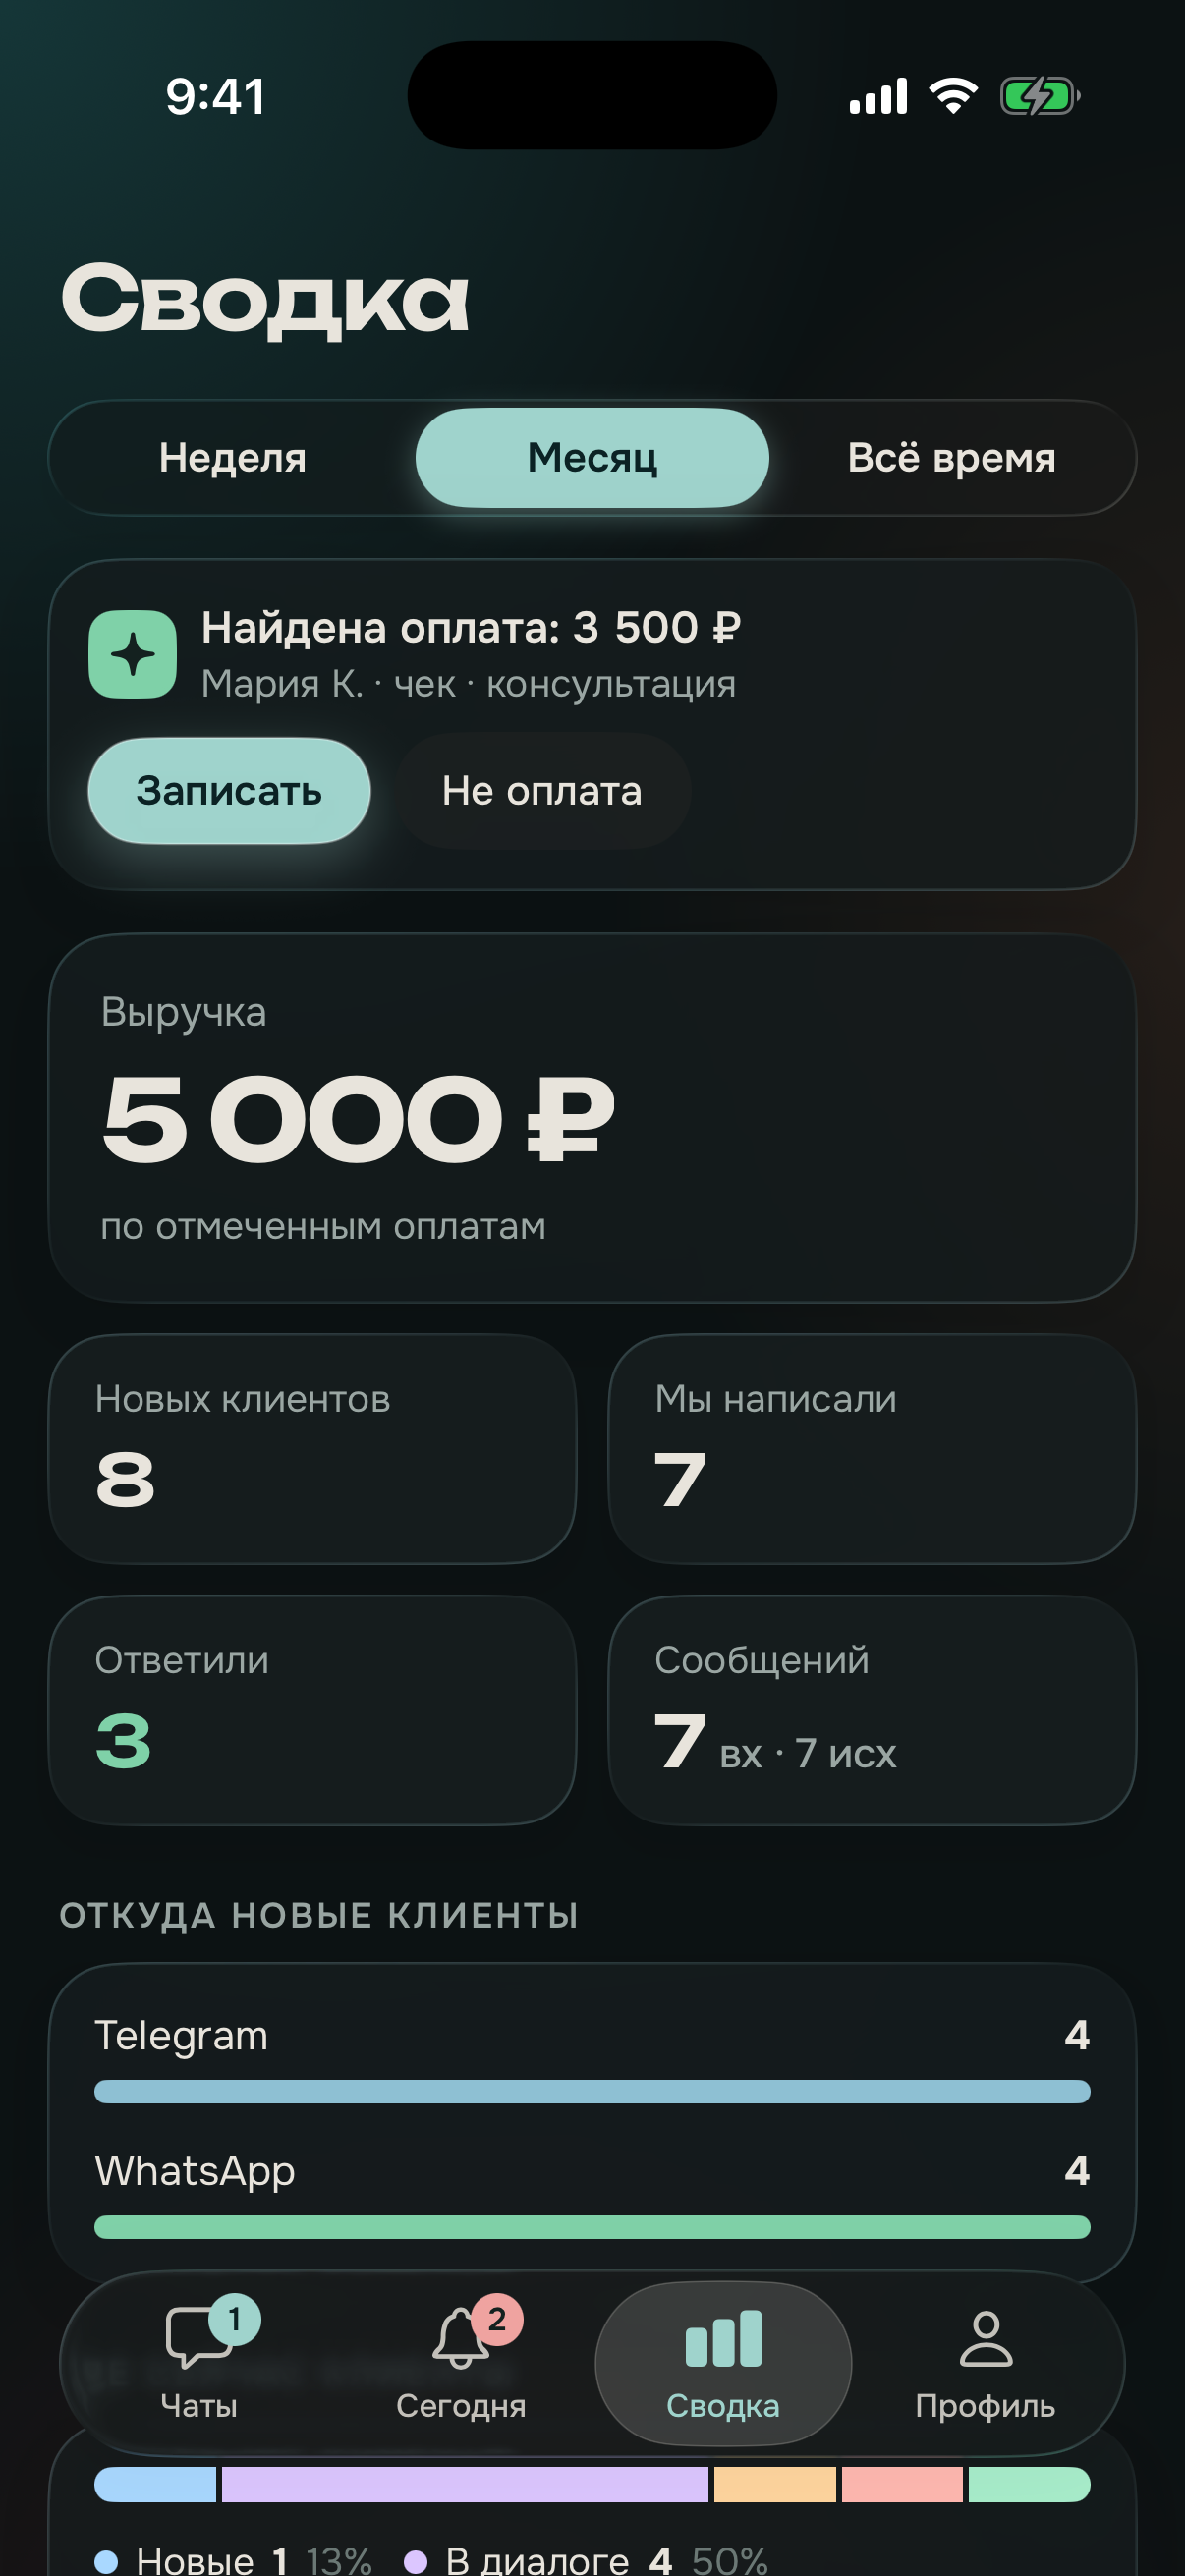 9:41
Сводка
Неделя Месяц Всё время
Найдена оплата: 3 500 ₽
Мария К. · чек · консультация
Записать Не оплата
Выручка
5 000 ₽
по отмеченным оплатам
Новых клиентов Мы написали
8 7
Ответили Сообщений
3 7 вх · 7 исх
ОТКУДА НОВЫЕ КЛИЕНТЫ
Telegram 4
WhatsApp 4
1 2
Чаты Сегодня Сводка Профиль
Новые 1 13% В диалоге 4 50%